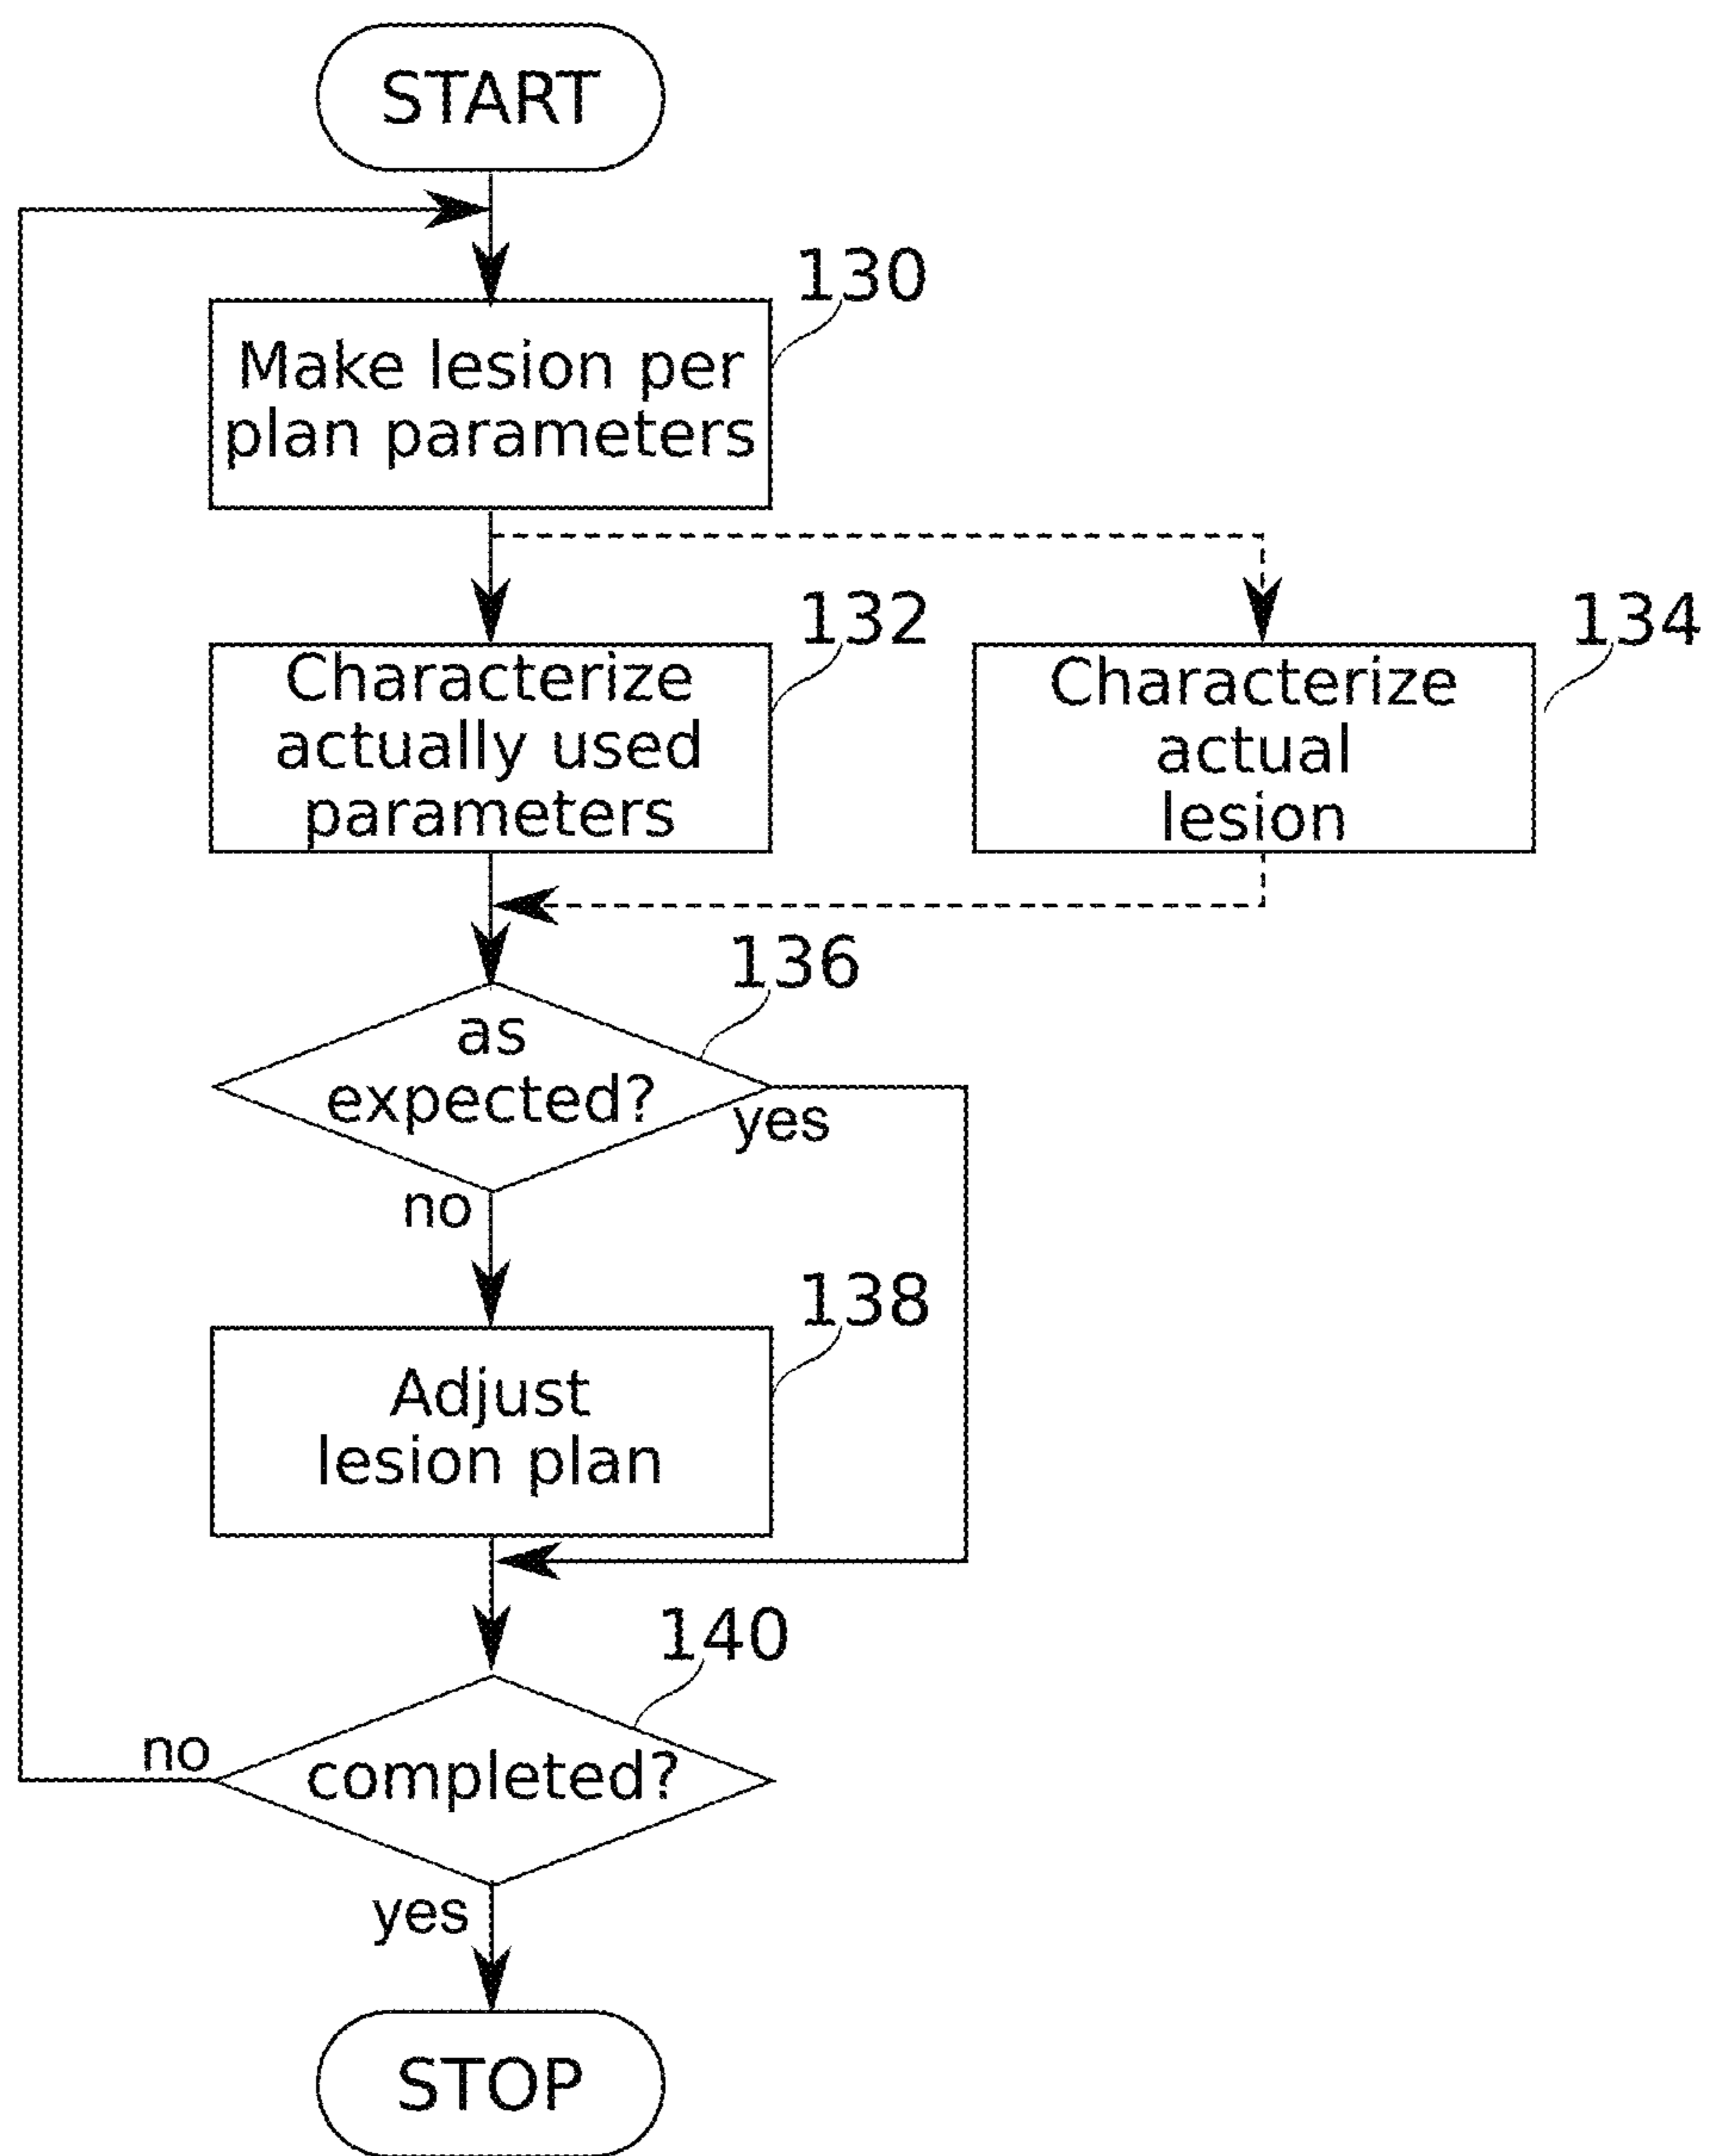 START
130
Make lesion per
plan parameters
132
134
Characterize
actually used
parameters
Characterize
actual
lesion
136
as
expected?
yes
no
138
Adjust
lesion plan
140
no
completed?
yes
STOP